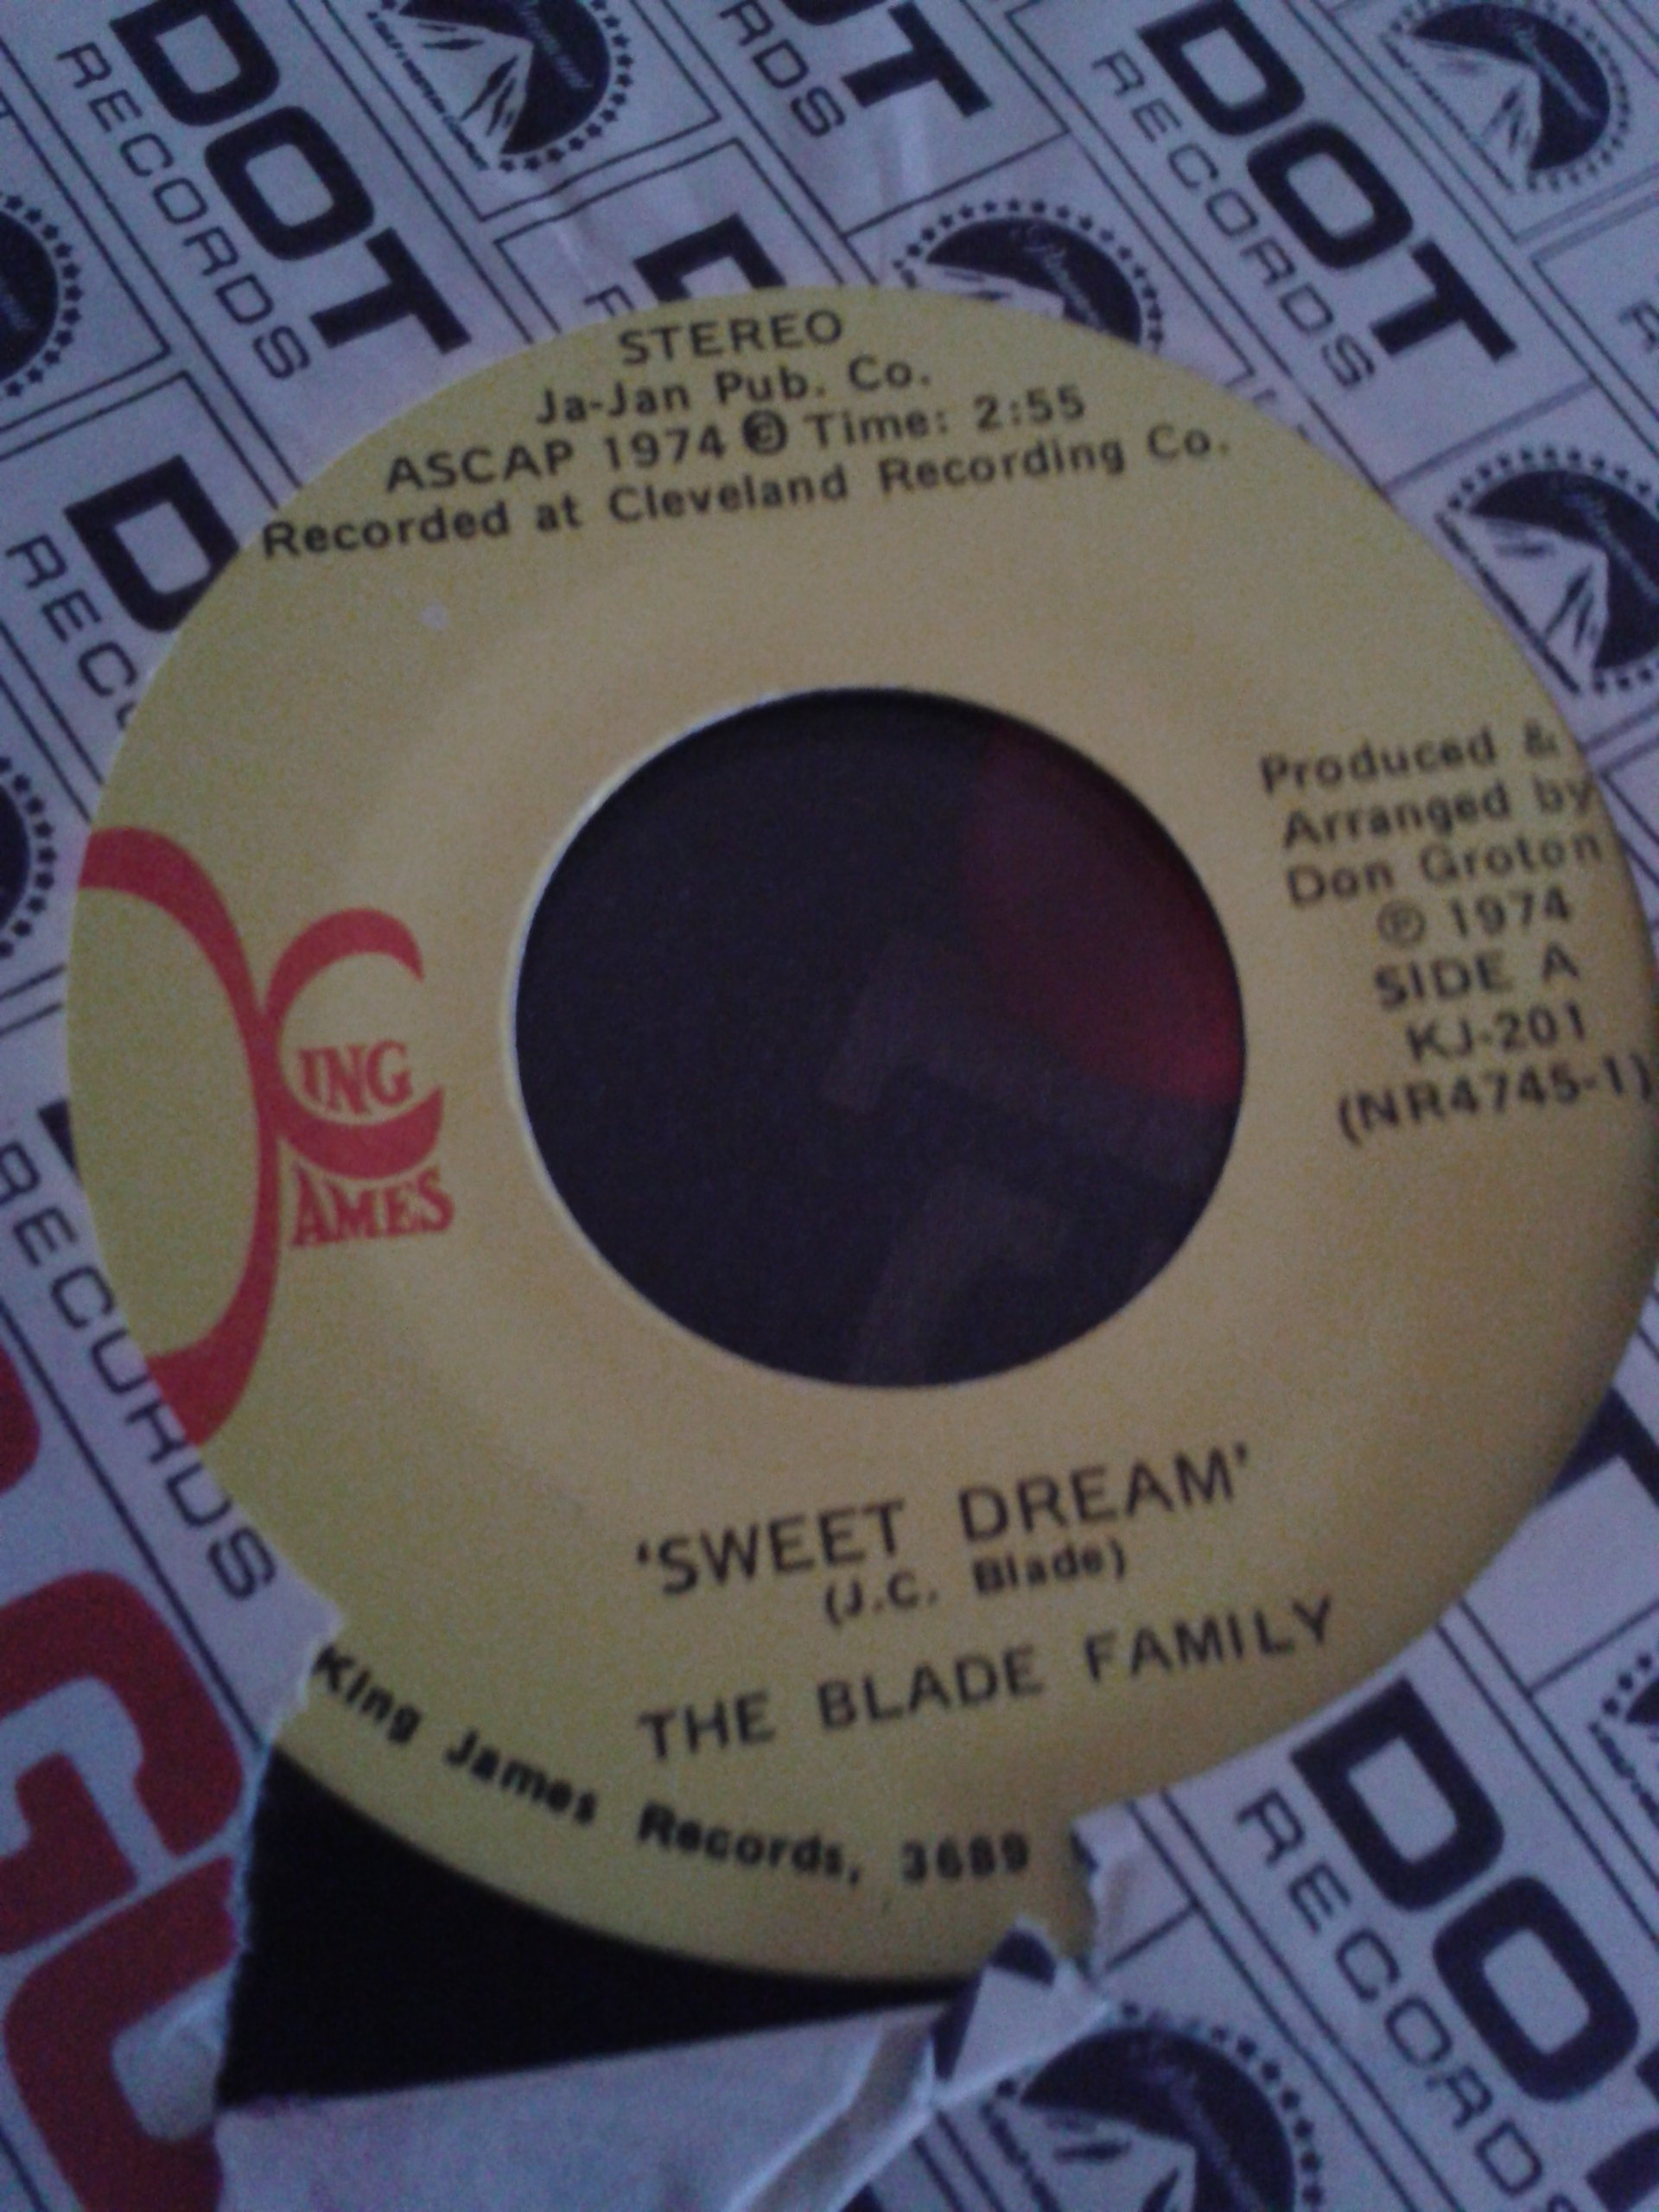 STEREO
Ja-Jan Pub. Co.
ASCAP 1974 © Time: 2:55
Recorded at Cleveland Recording Co.
Produced &
Arranged by
Don Groton
℗ 1974
SIDE A
KJ-201
(NR4745-1)
KING
JAMES
'SWEET DREAM'
(J.C. Blade)
THE BLADE FAMILY
King James Records, 3689
DOT
RECORDS
DOT
RECORDS
DOT
RECORDS
RECORDS
DOT
RECORDS
Paramount